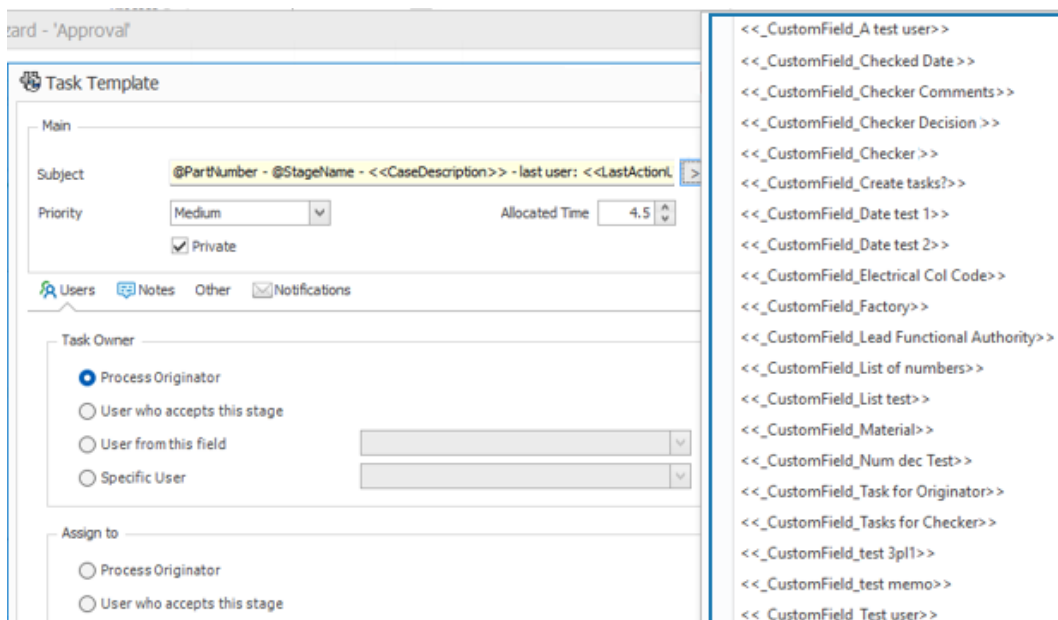 zard - 'Approval'
Task Template
Main
Subject
@PartNumber - @StageName - <<CaseDescription>> - last user: <<LastActionU
>
Priority
Medium
Allocated Time
4.5
Private
Users
Notes
Other
Notifications
Task Owner
Process Originator
User who accepts this stage
User from this field
Specific User
Assign to
Process Originator
User who accepts this stage
<<_CustomField_A test user>>
<<_CustomField_Checked Date >>
<<_CustomField_Checker Comments>>
<<_CustomField_Checker Decision >>
<<_CustomField_Checker >>
<<_CustomField_Create tasks?>>
<<_CustomField_Date test 1>>
<<_CustomField_Date test 2>>
<<_CustomField_Electrical Col Code>>
<<_CustomField_Factory>>
<<_CustomField_Lead Functional Authority>>
<<_CustomField_List of numbers>>
<<_CustomField_List test>>
<<_CustomField_Material>>
<<_CustomField_Num dec Test>>
<<_CustomField_Task for Originator>>
<<_CustomField_Tasks for Checker>>
<<_CustomField_test 3pl1>>
<<_CustomField_test memo>>
<<_CustomField_Test user>>